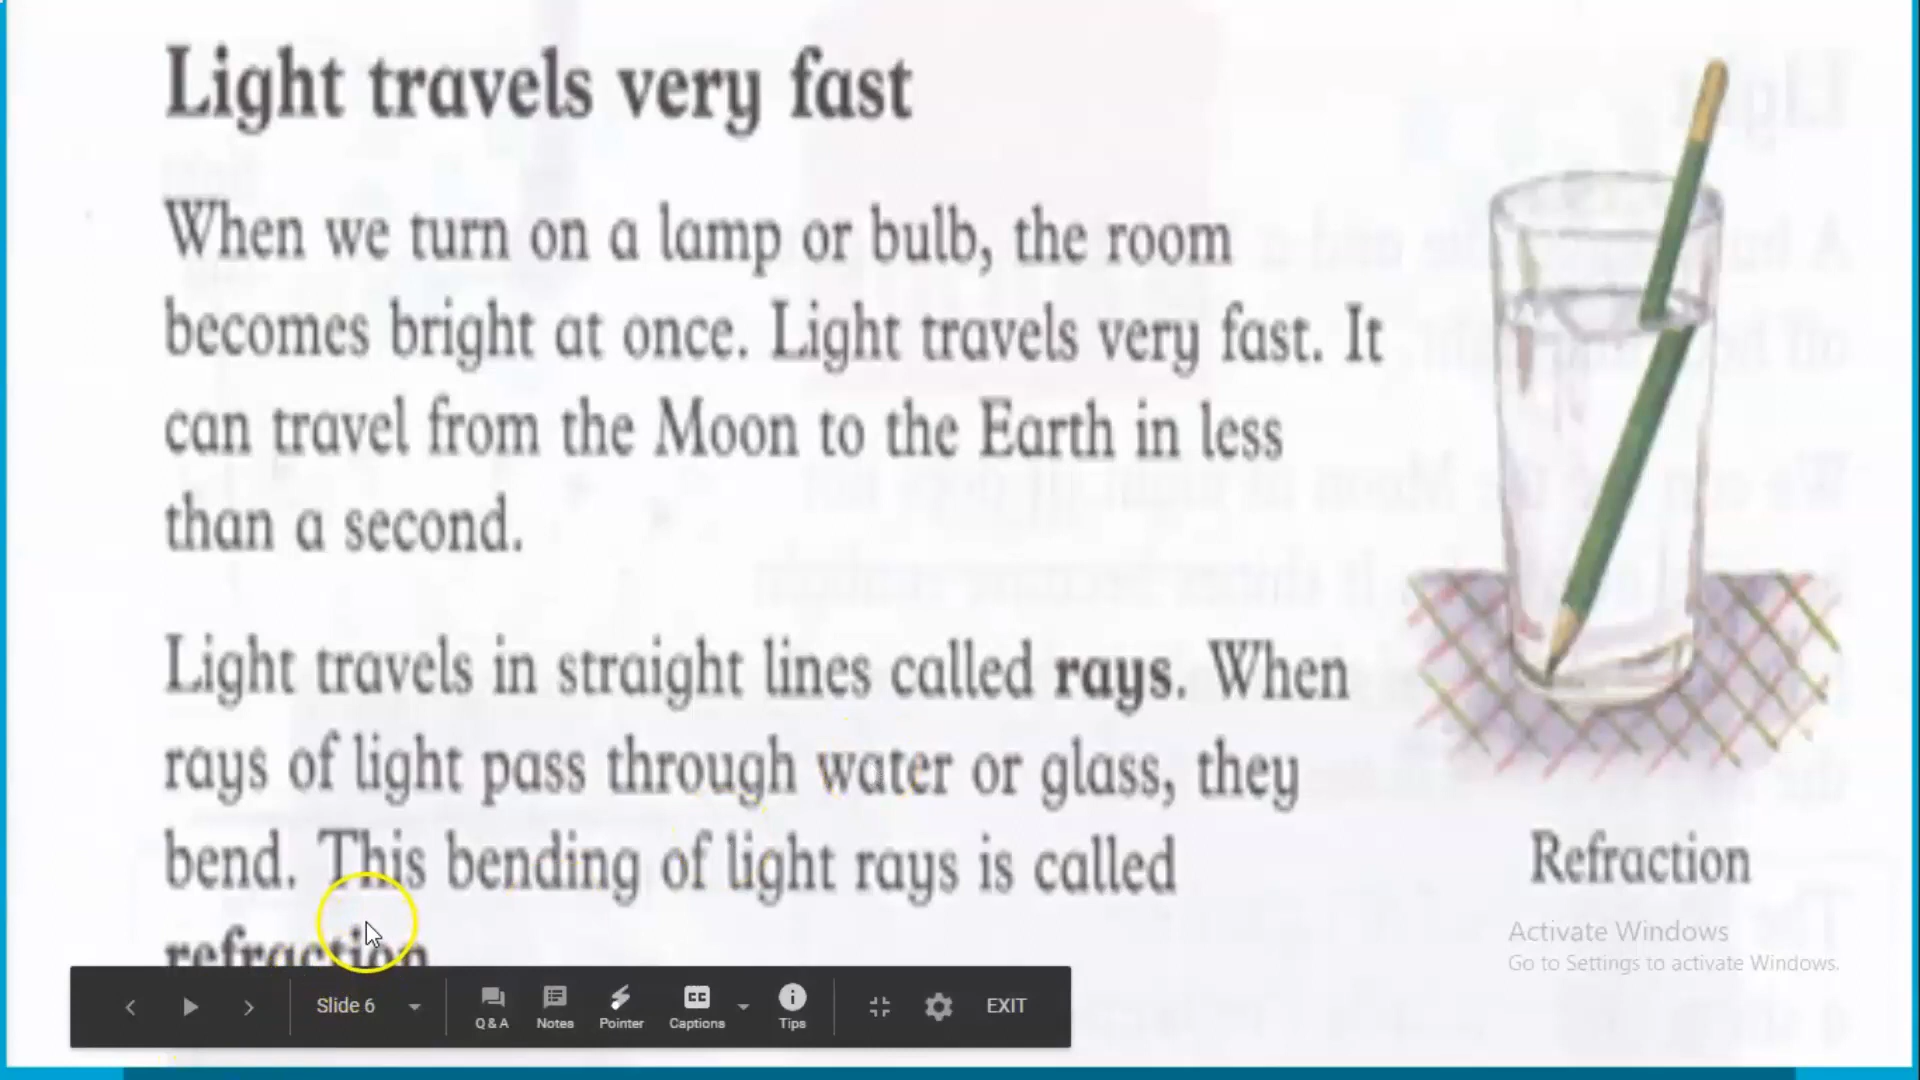 Light travels very fast
When we turn on a lamp or bulb, the room
becomes bright at once. Light travels very fast. It
can travel from the Moon to the Earth in less
than a second.
Light travels in straight lines called rays. When
rays of light pass through water or glass, they
bend. This bending of light rays is called
refraction
Refraction
Activate Windows
Go to Settings to activate Windows.
Slide 6
Q & A
Notes
Pointer
Captions
Tips
EXIT